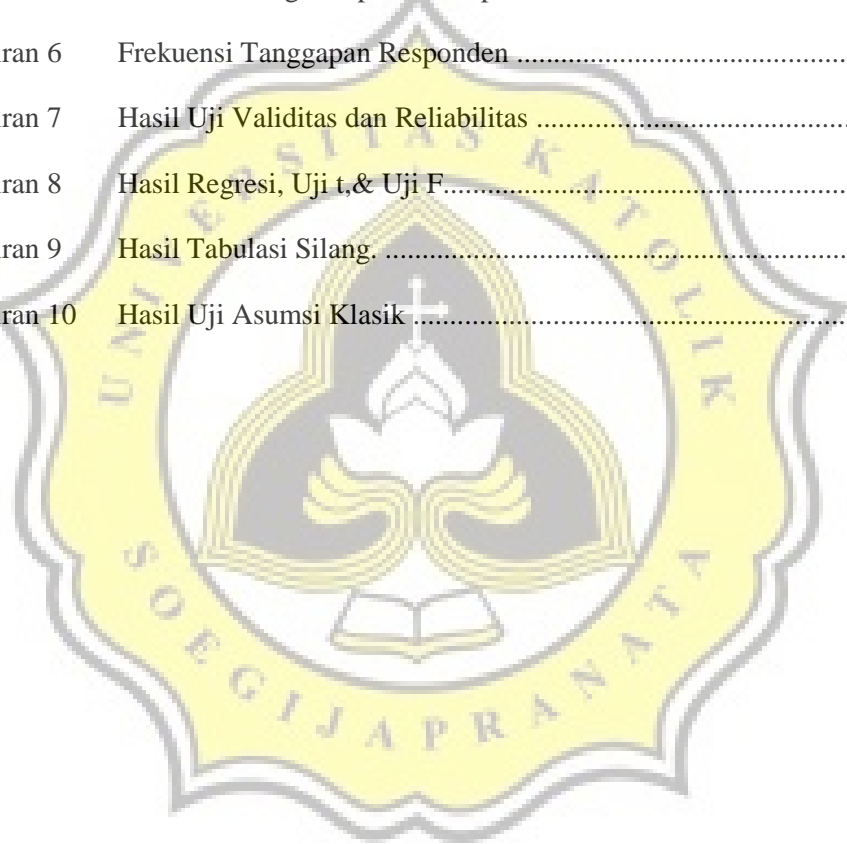 ran 6 Frekuensi Tanggapan Responden ...........................................
ran 7 Hasil Uji Validitas dan Reliabilitas ........................................
ran 8 Hasil Regresi, Uji t,& Uji F.....................................................
ran 9 Hasil Tabulasi Silang. ............................................................
ran 10 Hasil Uji Asumsi Klasik ........................................................
UNIVERSITAS KATOLIK
SOEGIJAPRANATA